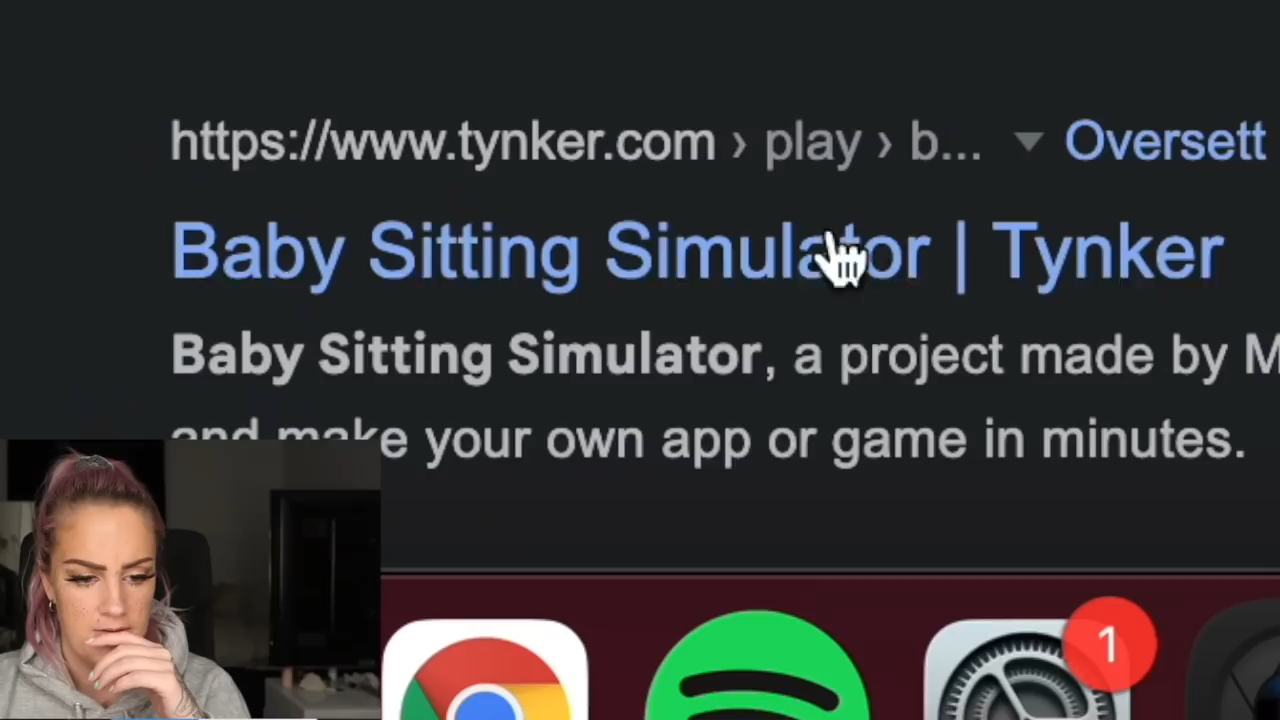 https://www.tynker.com › play › b... Oversett
Baby Sitting Simulator | Tynker
Baby Sitting Simulator, a project made by M
and make your own app or game in minutes.
1